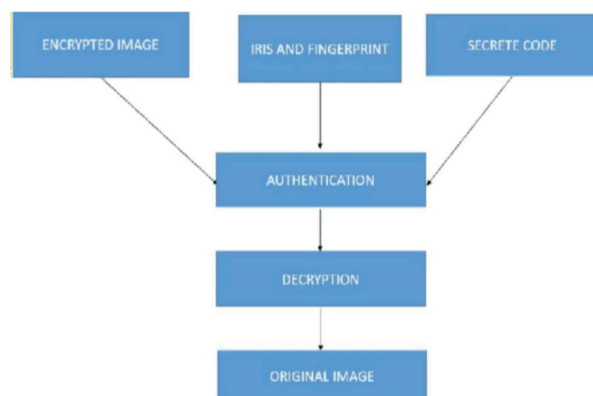 ENCRYPTED IMAGE
IRIS AND FINGERPRINT
SECRETE CODE
AUTHENTICATION
DECRYPTION
ORIGINAL IMAGE